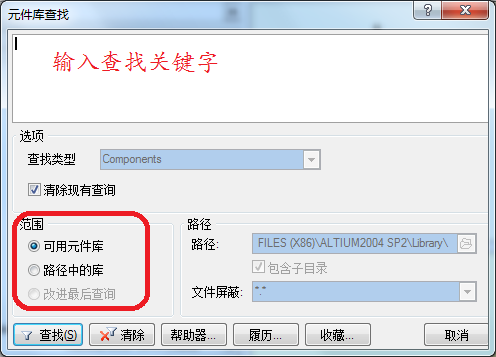 元件库查找
输入查找关键字
选项
查找类型 Components
清除现有查询
范围
可用元件库
路径中的库
改进最后查询
路径
路径: FILES (X86)\ALTIUM2004 SP2\Library\
包含子目录
文件屏蔽: *.*
查找(S) 清除 帮助器... 履历... 收藏... 取消